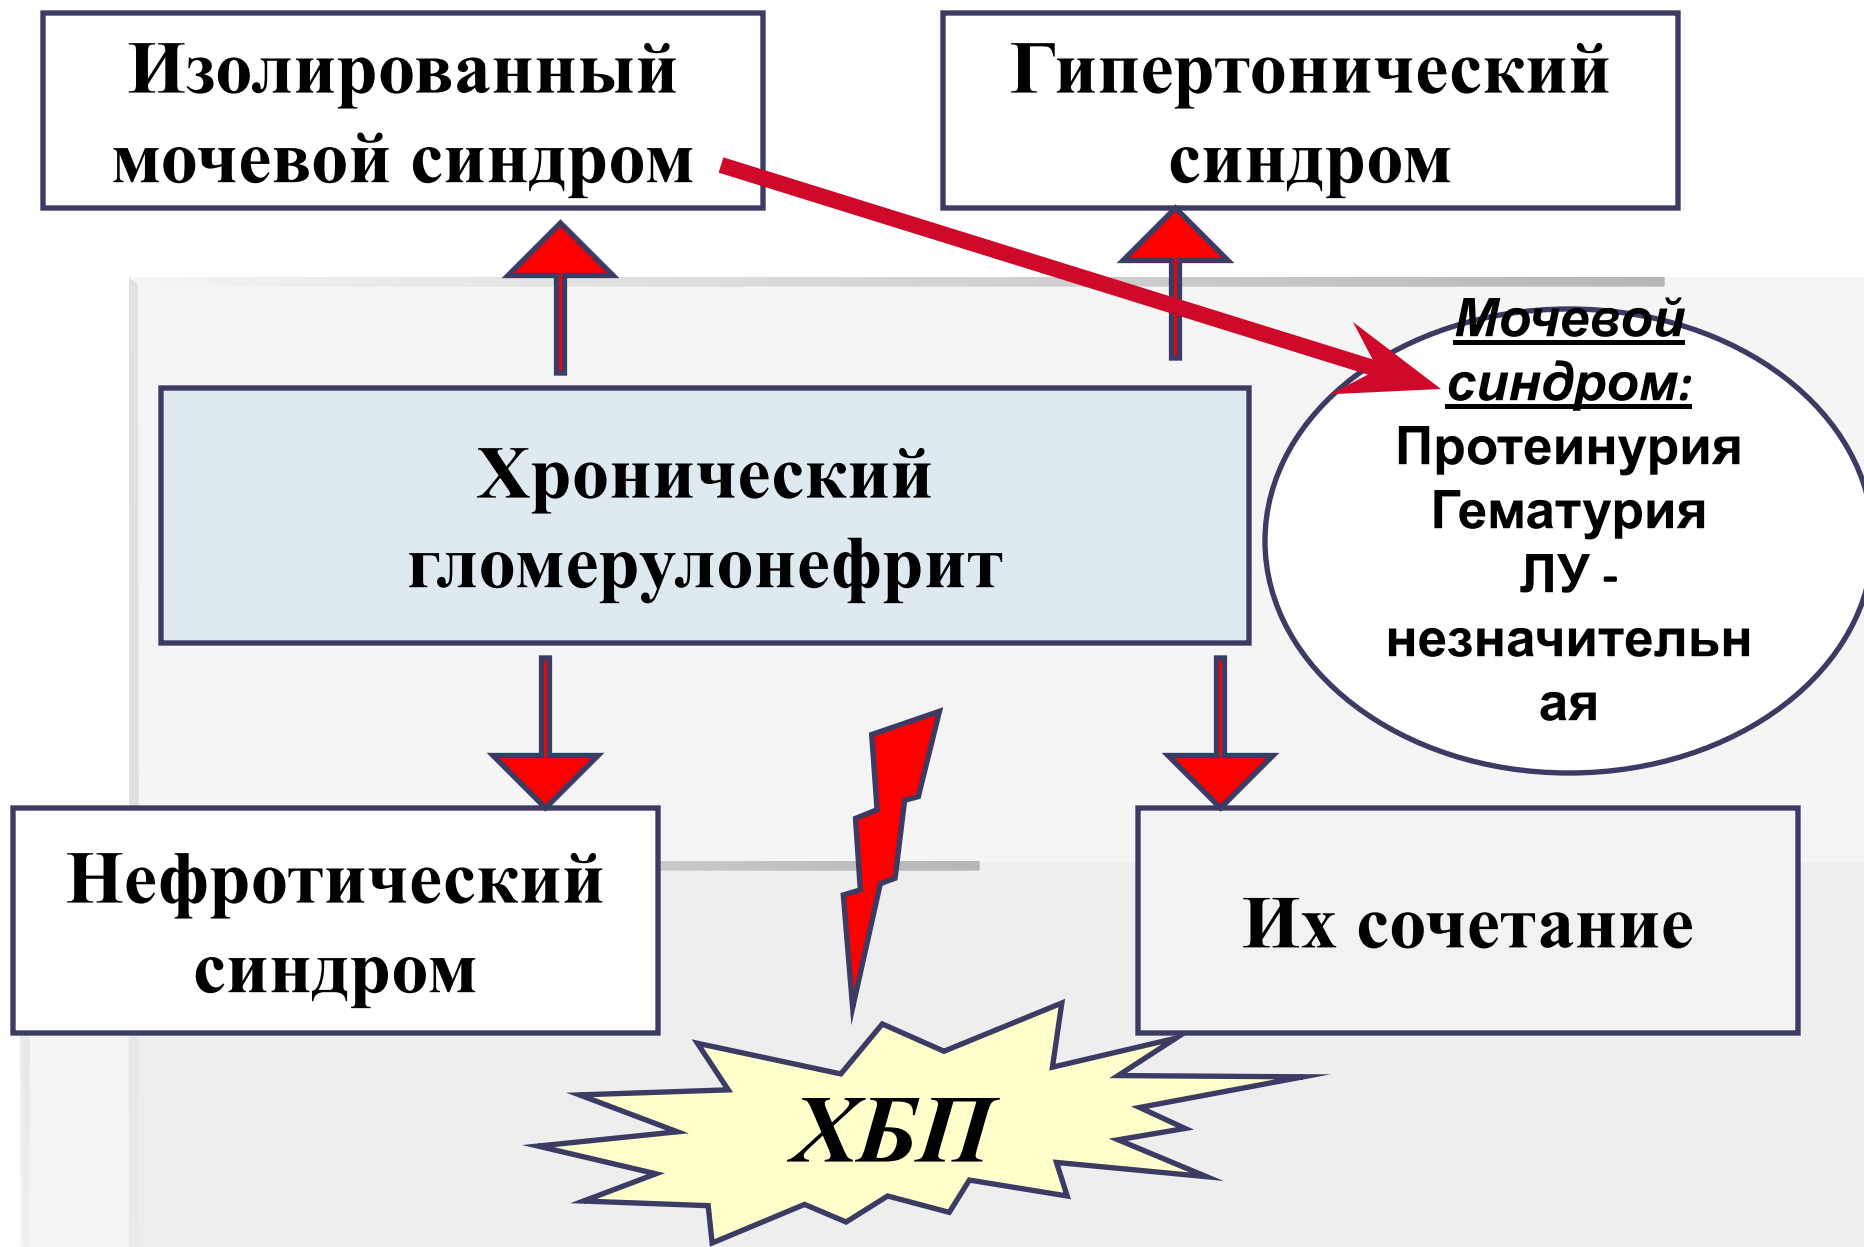 Изолированный
мочевой синдром
Гипертонический
синдром
Мочевой
синдром:
Протеинурия
Гематурия
ЛУ -
незначительн
ая
Хронический
гломерулонефрит
Нефротический
синдром
Их сочетание
ХБП